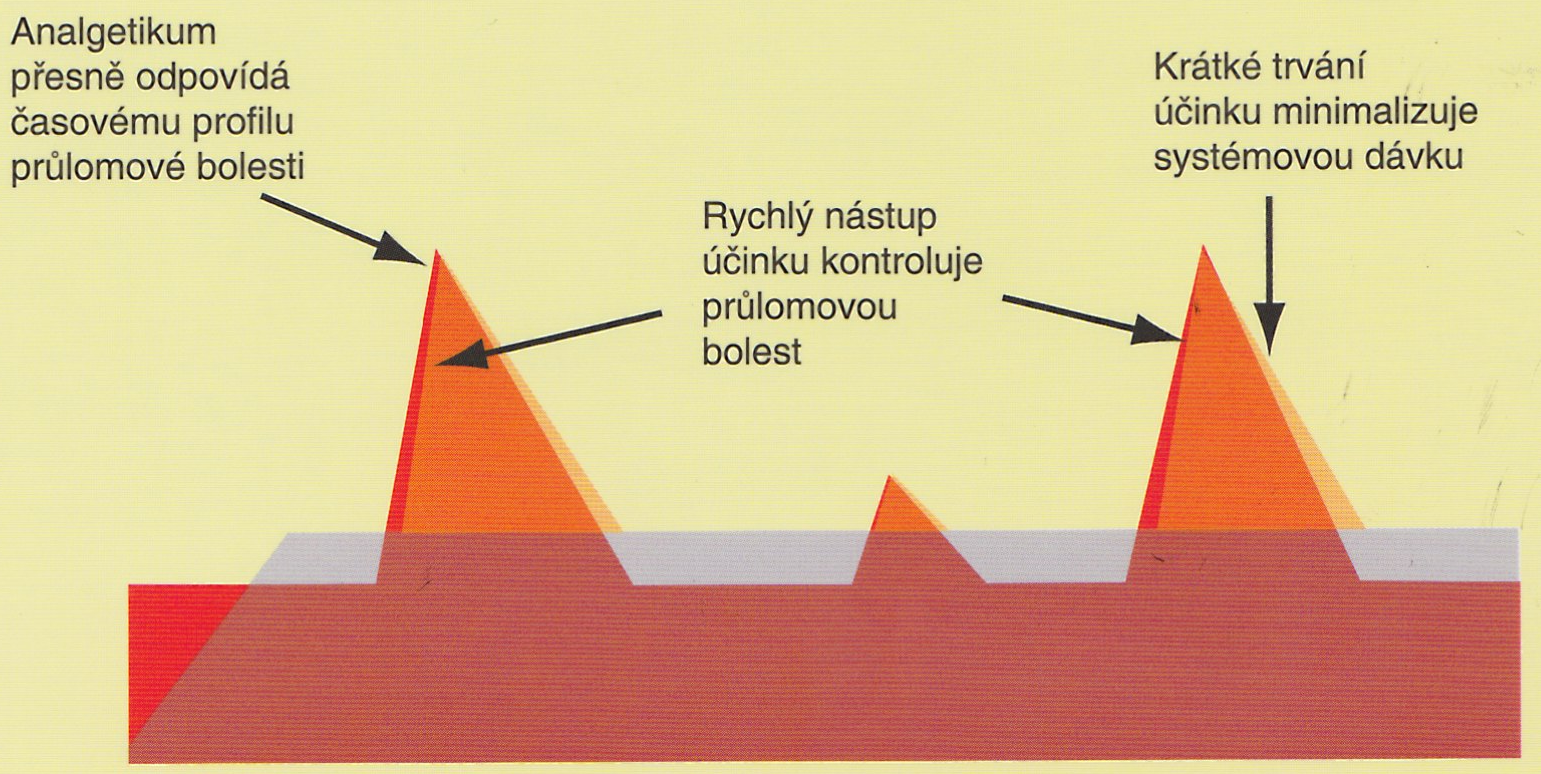 Analgetikum
přesně odpovídá
časovému profilu
průlomové bolesti
Rychlý nástup
účinku kontroluje
průlomovou
bolest
Krátké trvání
účinku minimalizuje
systémovou dávku